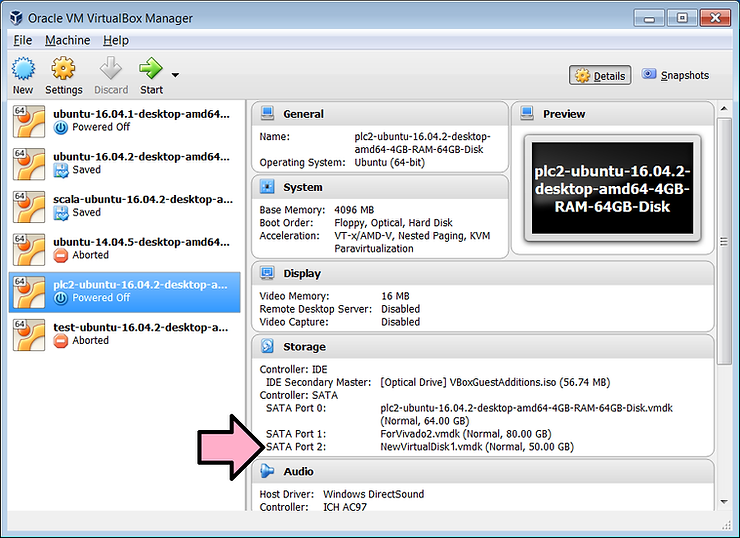 Oracle VM VirtualBox Manager
File Machine Help
New Settings Discard Start Details Snapshots
64 ubuntu-16.04.1-desktop-amd64...
Powered Off
64 ubuntu-16.04.2-desktop-amd64...
Saved
64 scala-ubuntu-16.04.2-desktop-a...
Saved
64 ubuntu-14.04.5-desktop-amd64...
Aborted
64 plc2-ubuntu-16.04.2-desktop-a...
Powered Off
64 test-ubuntu-16.04.2-desktop-a...
Aborted
General
Name: plc2-ubuntu-16.04.2-desktop-
amd64-4GB-RAM-64GB-Disk
Operating System: Ubuntu (64-bit)
System
Base Memory: 4096 MB
Boot Order: Floppy, Optical, Hard Disk
Acceleration: VT-x/AMD-V, Nested Paging, KVM
Paravirtualization
Preview
plc2-ubuntu-16.04.2-
desktop-amd64-4GB-
RAM-64GB-Disk
Display
Video Memory: 16 MB
Remote Desktop Server: Disabled
Video Capture: Disabled
Storage
Controller: IDE
IDE Secondary Master: [Optical Drive] VBoxGuestAdditions.iso (56.74 MB)
Controller: SATA
SATA Port 0: plc2-ubuntu-16.04.2-desktop-amd64-4GB-RAM-64GB-Disk.vmdk
(Normal, 64.00 GB)
SATA Port 1: ForVivado2.vmdk (Normal, 80.00 GB)
SATA Port 2: NewVirtualDisk1.vmdk (Normal, 50.00 GB)
Audio
Host Driver: Windows DirectSound
Controller: ICH AC97